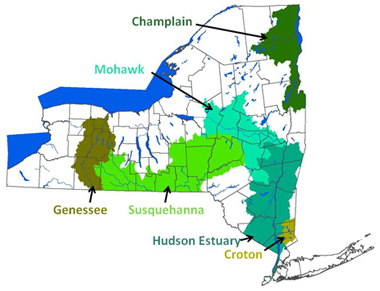 Champlain
Mohawk
Genessee
Susquehanna
Hudson Estuary
Croton